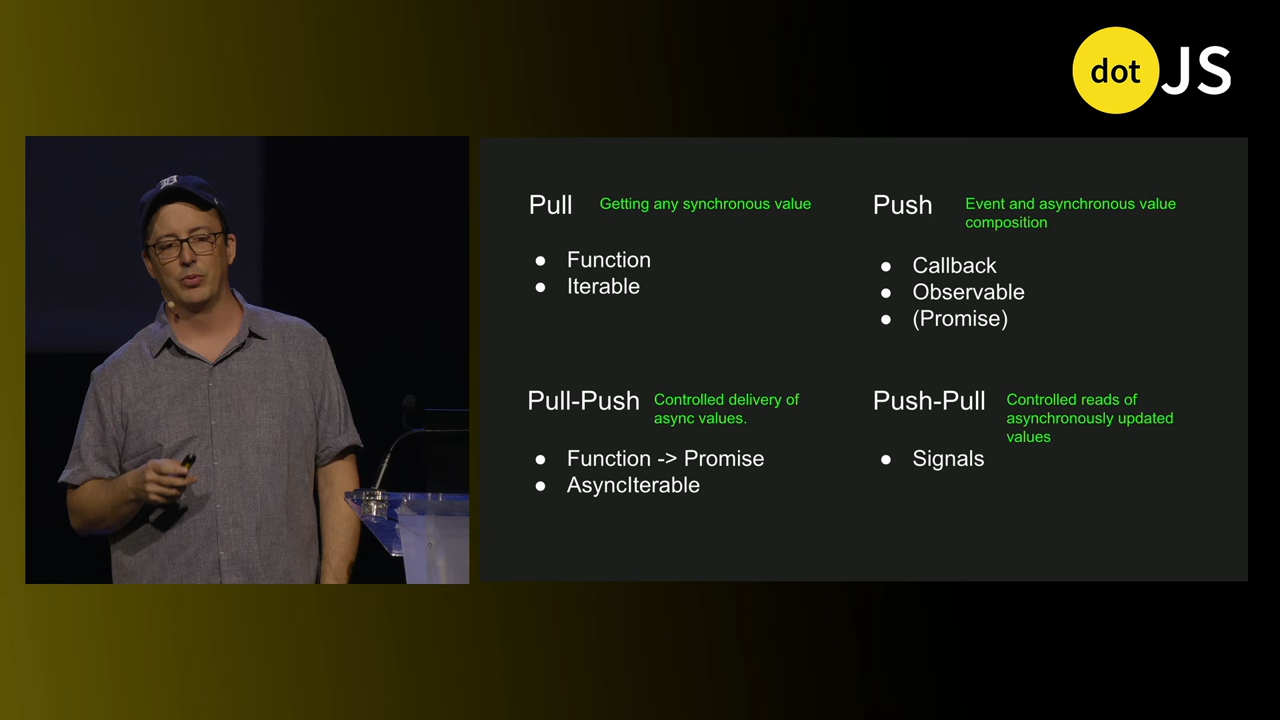 dot JS
Pull
Getting any synchronous value
● Function
● Iterable
Push
Event and asynchronous value
composition
● Callback
● Observable
● (Promise)
Pull-Push
Controlled delivery of
async values.
● Function -> Promise
● AsyncIterable
Push-Pull
Controlled reads of
asynchronously updated
values
● Signals